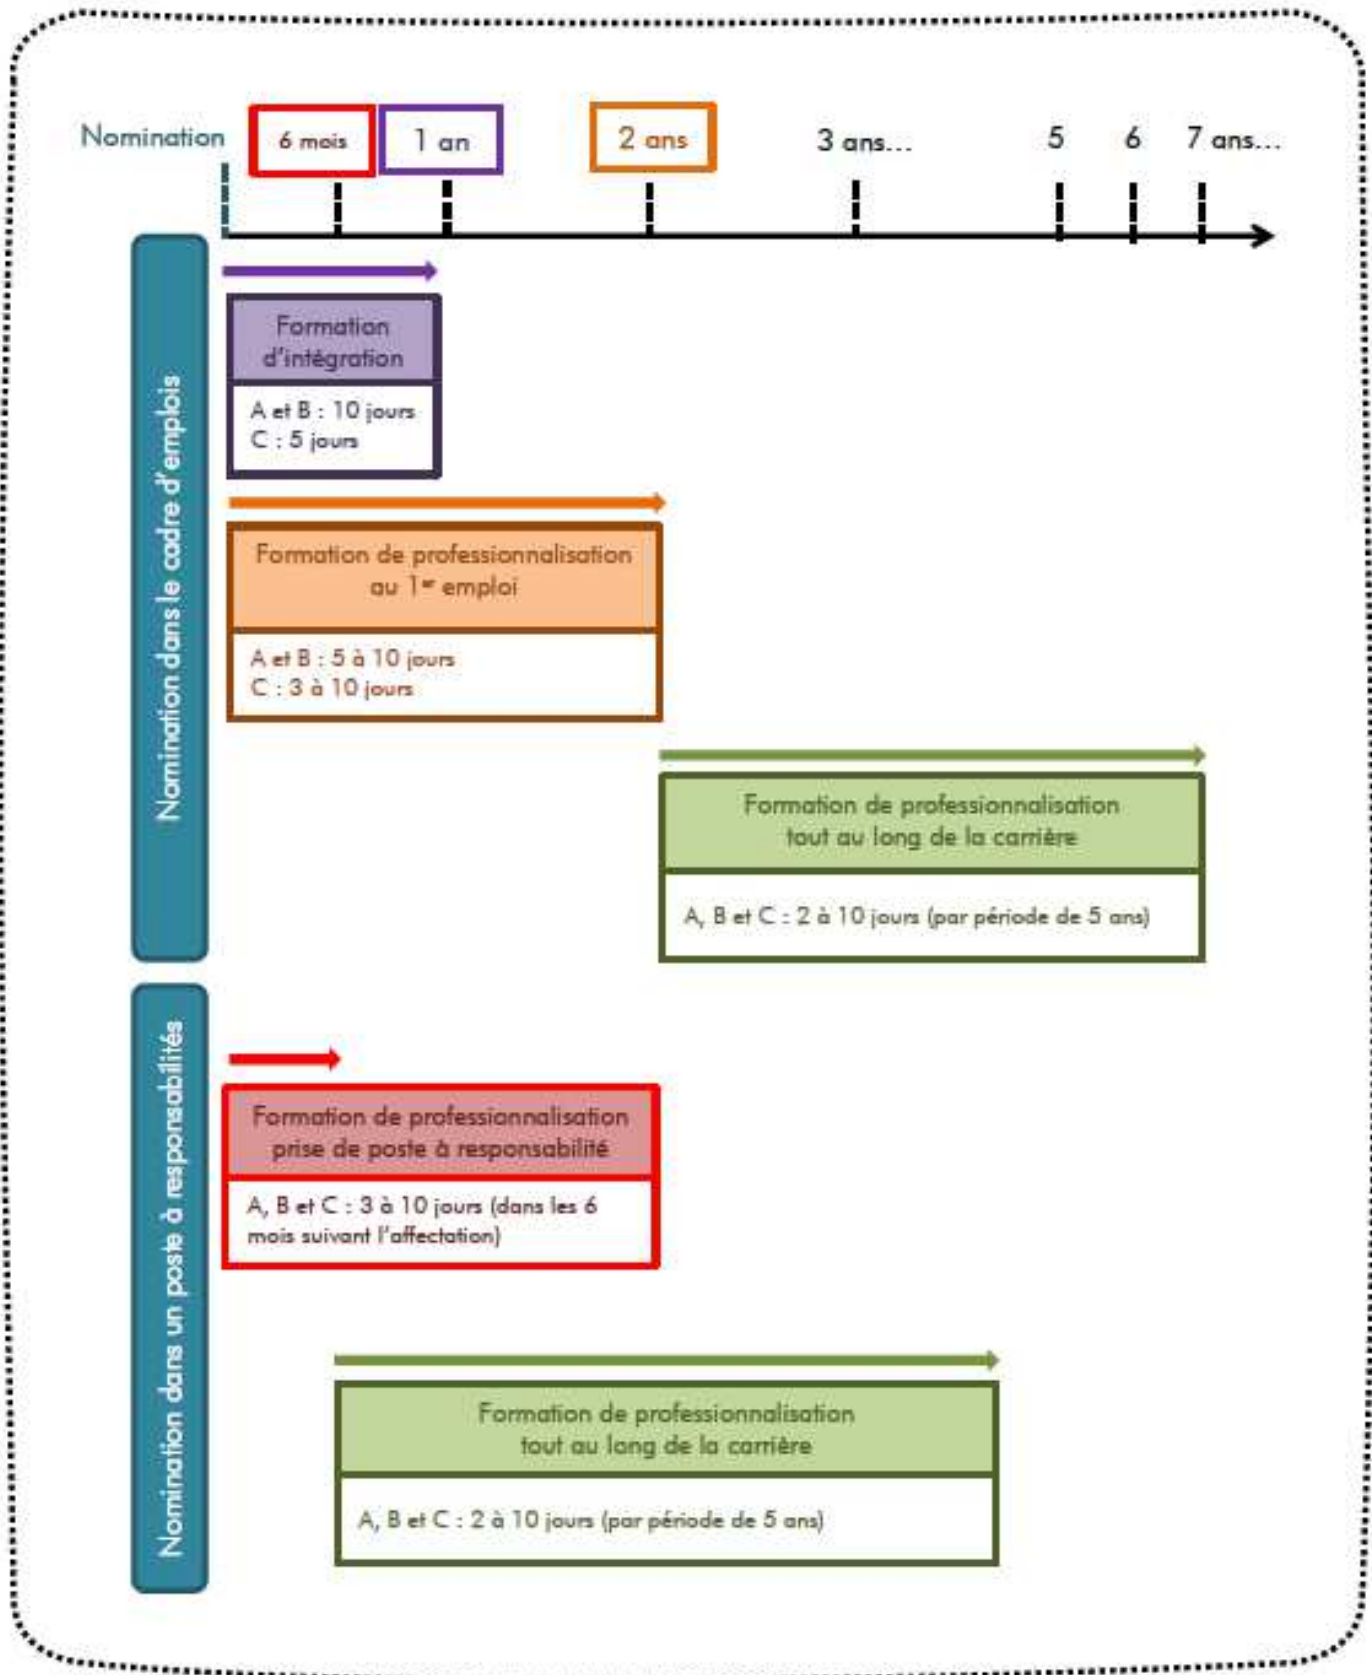 Nomination
6 mois
1 an
2 ans
3 ans...
5
6
7 ans...
Nomination dans le cadre d'emplois
Formation
d'intégration
A et B : 10 jours
C : 5 jours
Formation de professionnalisation
au 1er emploi
A et B : 5 à 10 jours
C : 3 à 10 jours
Formation de professionnalisation
tout au long de la carrière
A, B et C : 2 à 10 jours (par période de 5 ans)
Nomination dans un poste à responsabilités
Formation de professionnalisation
prise de poste à responsabilité
A, B et C : 3 à 10 jours (dans les 6
mois suivant l'affectation)
Formation de professionnalisation
tout au long de la carrière
A, B et C : 2 à 10 jours (par période de 5 ans)